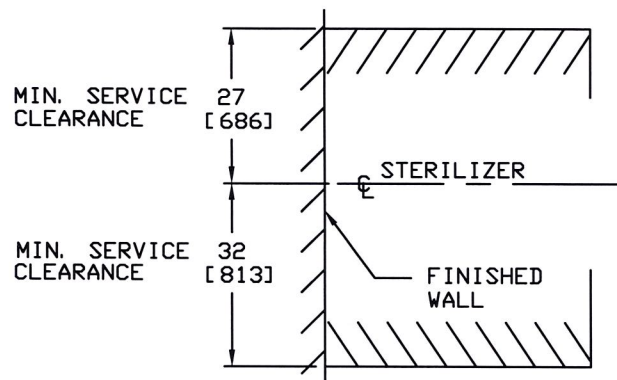 MIN. SERVICE 27
CLEARANCE [686]
℄ STERILIZER
MIN. SERVICE 32
CLEARANCE [813]
FINISHED
WALL